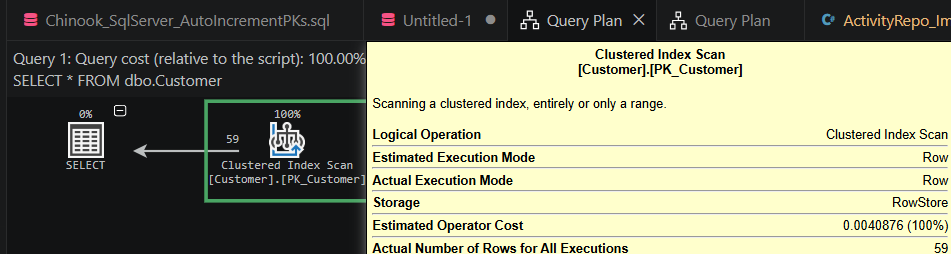 Chinook_SqlServer_AutoIncrementPKs.sql Untitled-1 Query Plan Query Plan ActivityRepo_Im
Query 1: Query cost (relative to the script): 100.00%
SELECT * FROM dbo.Customer
0%
SELECT
59
100%
Clustered Index Scan
[Customer].[PK_Customer]
Clustered Index Scan
[Customer].[PK_Customer]
Scanning a clustered index, entirely or only a range.
Logical Operation Clustered Index Scan
Estimated Execution Mode Row
Actual Execution Mode Row
Storage RowStore
Estimated Operator Cost 0.0040876 (100%)
Actual Number of Rows for All Executions 59